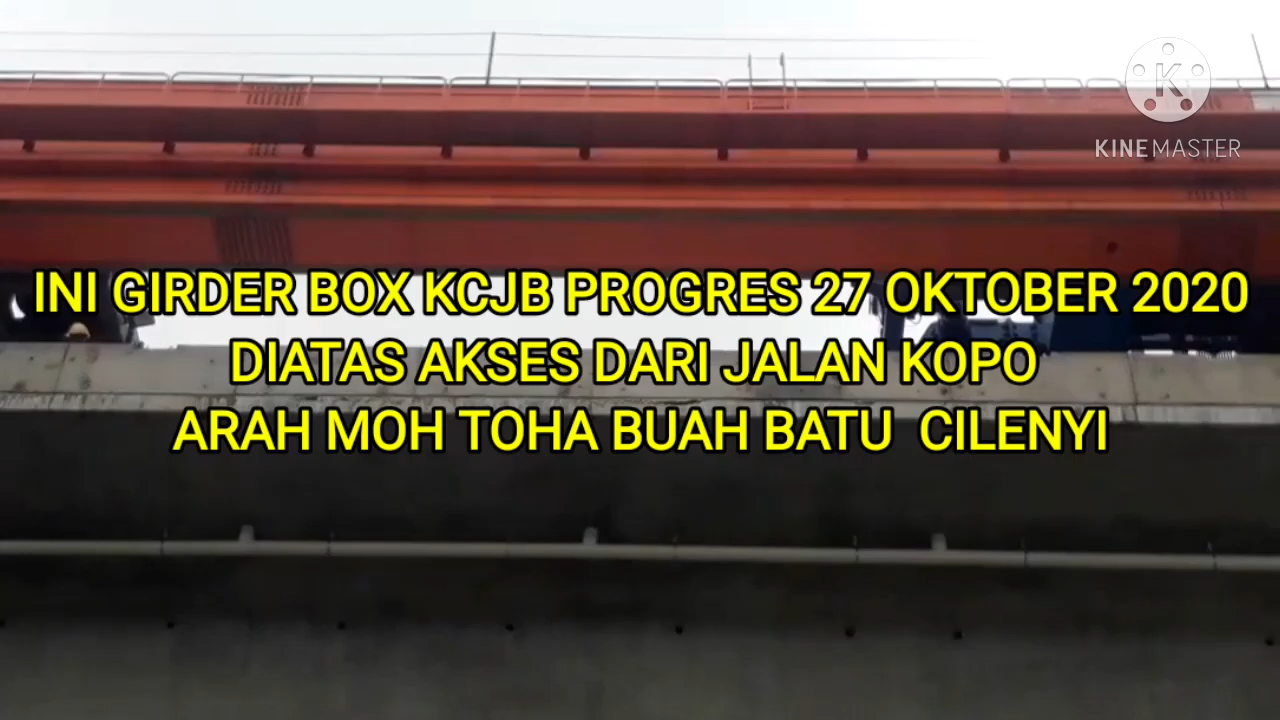 K
KINEMASTER
INI GIRDER BOX KCJB PROGRES 27 OKTOBER 2020
DIATAS AKSES DARI JALAN KOPO
ARAH MOH TOHA BUAH BATU CILENYI